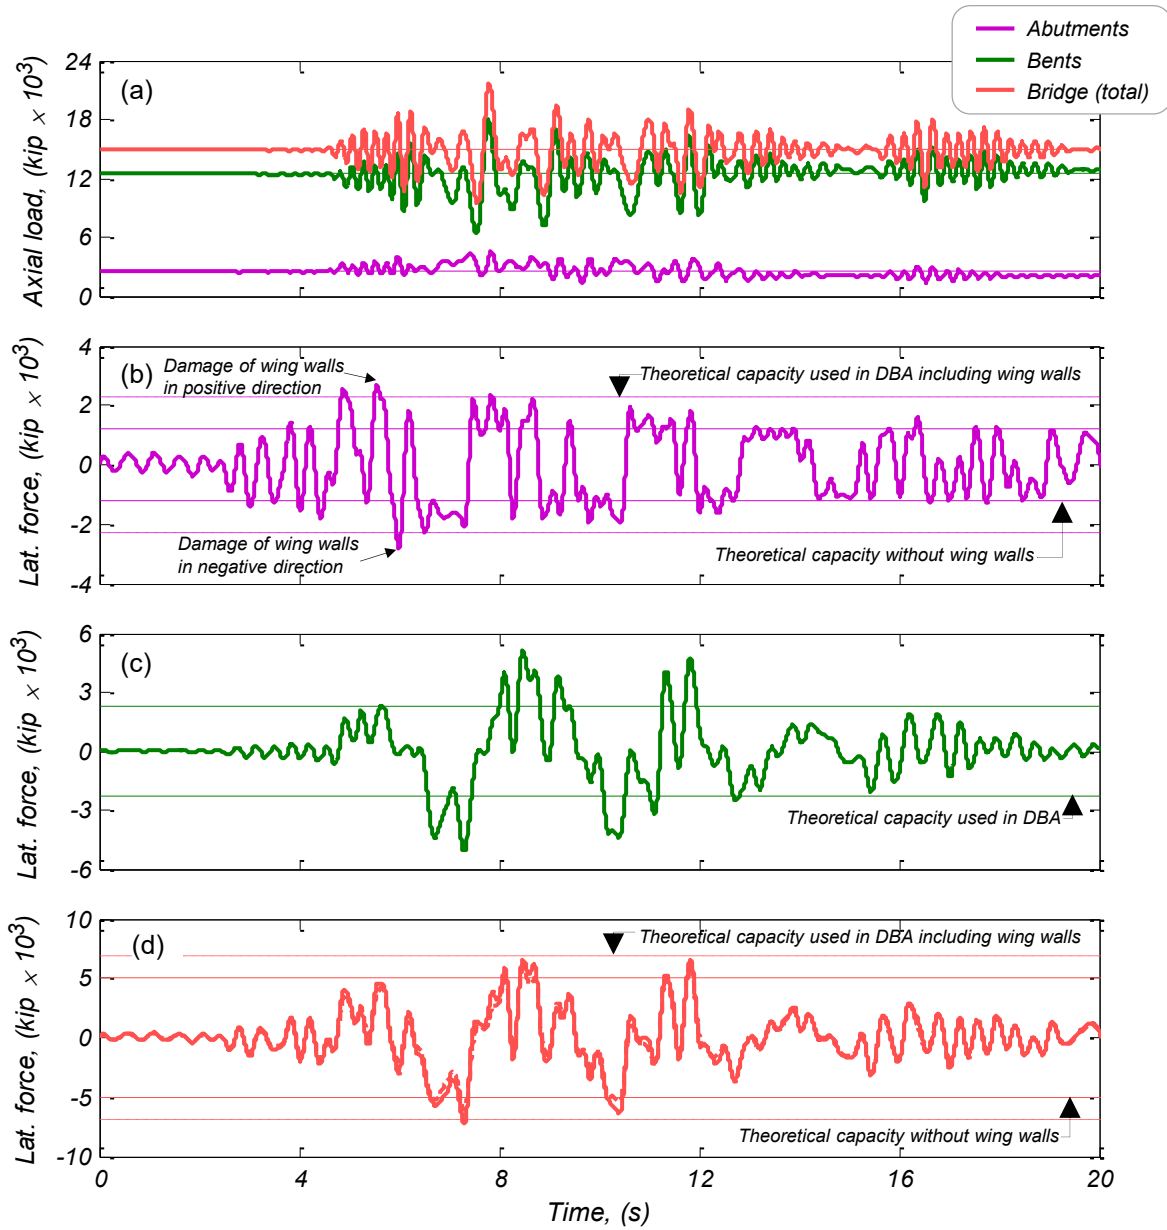 Abutments
Bents
Bridge (total)
(a)
Axial load, (kip × 10³)
24
18
12
6
0
(b)
Lat. force, (kip × 10³)
4
2
0
-2
-4
Damage of wing walls
in positive direction
Theoretical capacity used in DBA including wing walls
Damage of wing walls
in negative direction
Theoretical capacity without wing walls
(c)
Lat. force, (kip × 10³)
6
3
0
-3
-6
Theoretical capacity used in DBA
(d)
Lat. force, (kip × 10³)
10
5
0
-5
-10
Theoretical capacity used in DBA including wing walls
Theoretical capacity without wing walls
0 4 8 12 16 20
Time, (s)